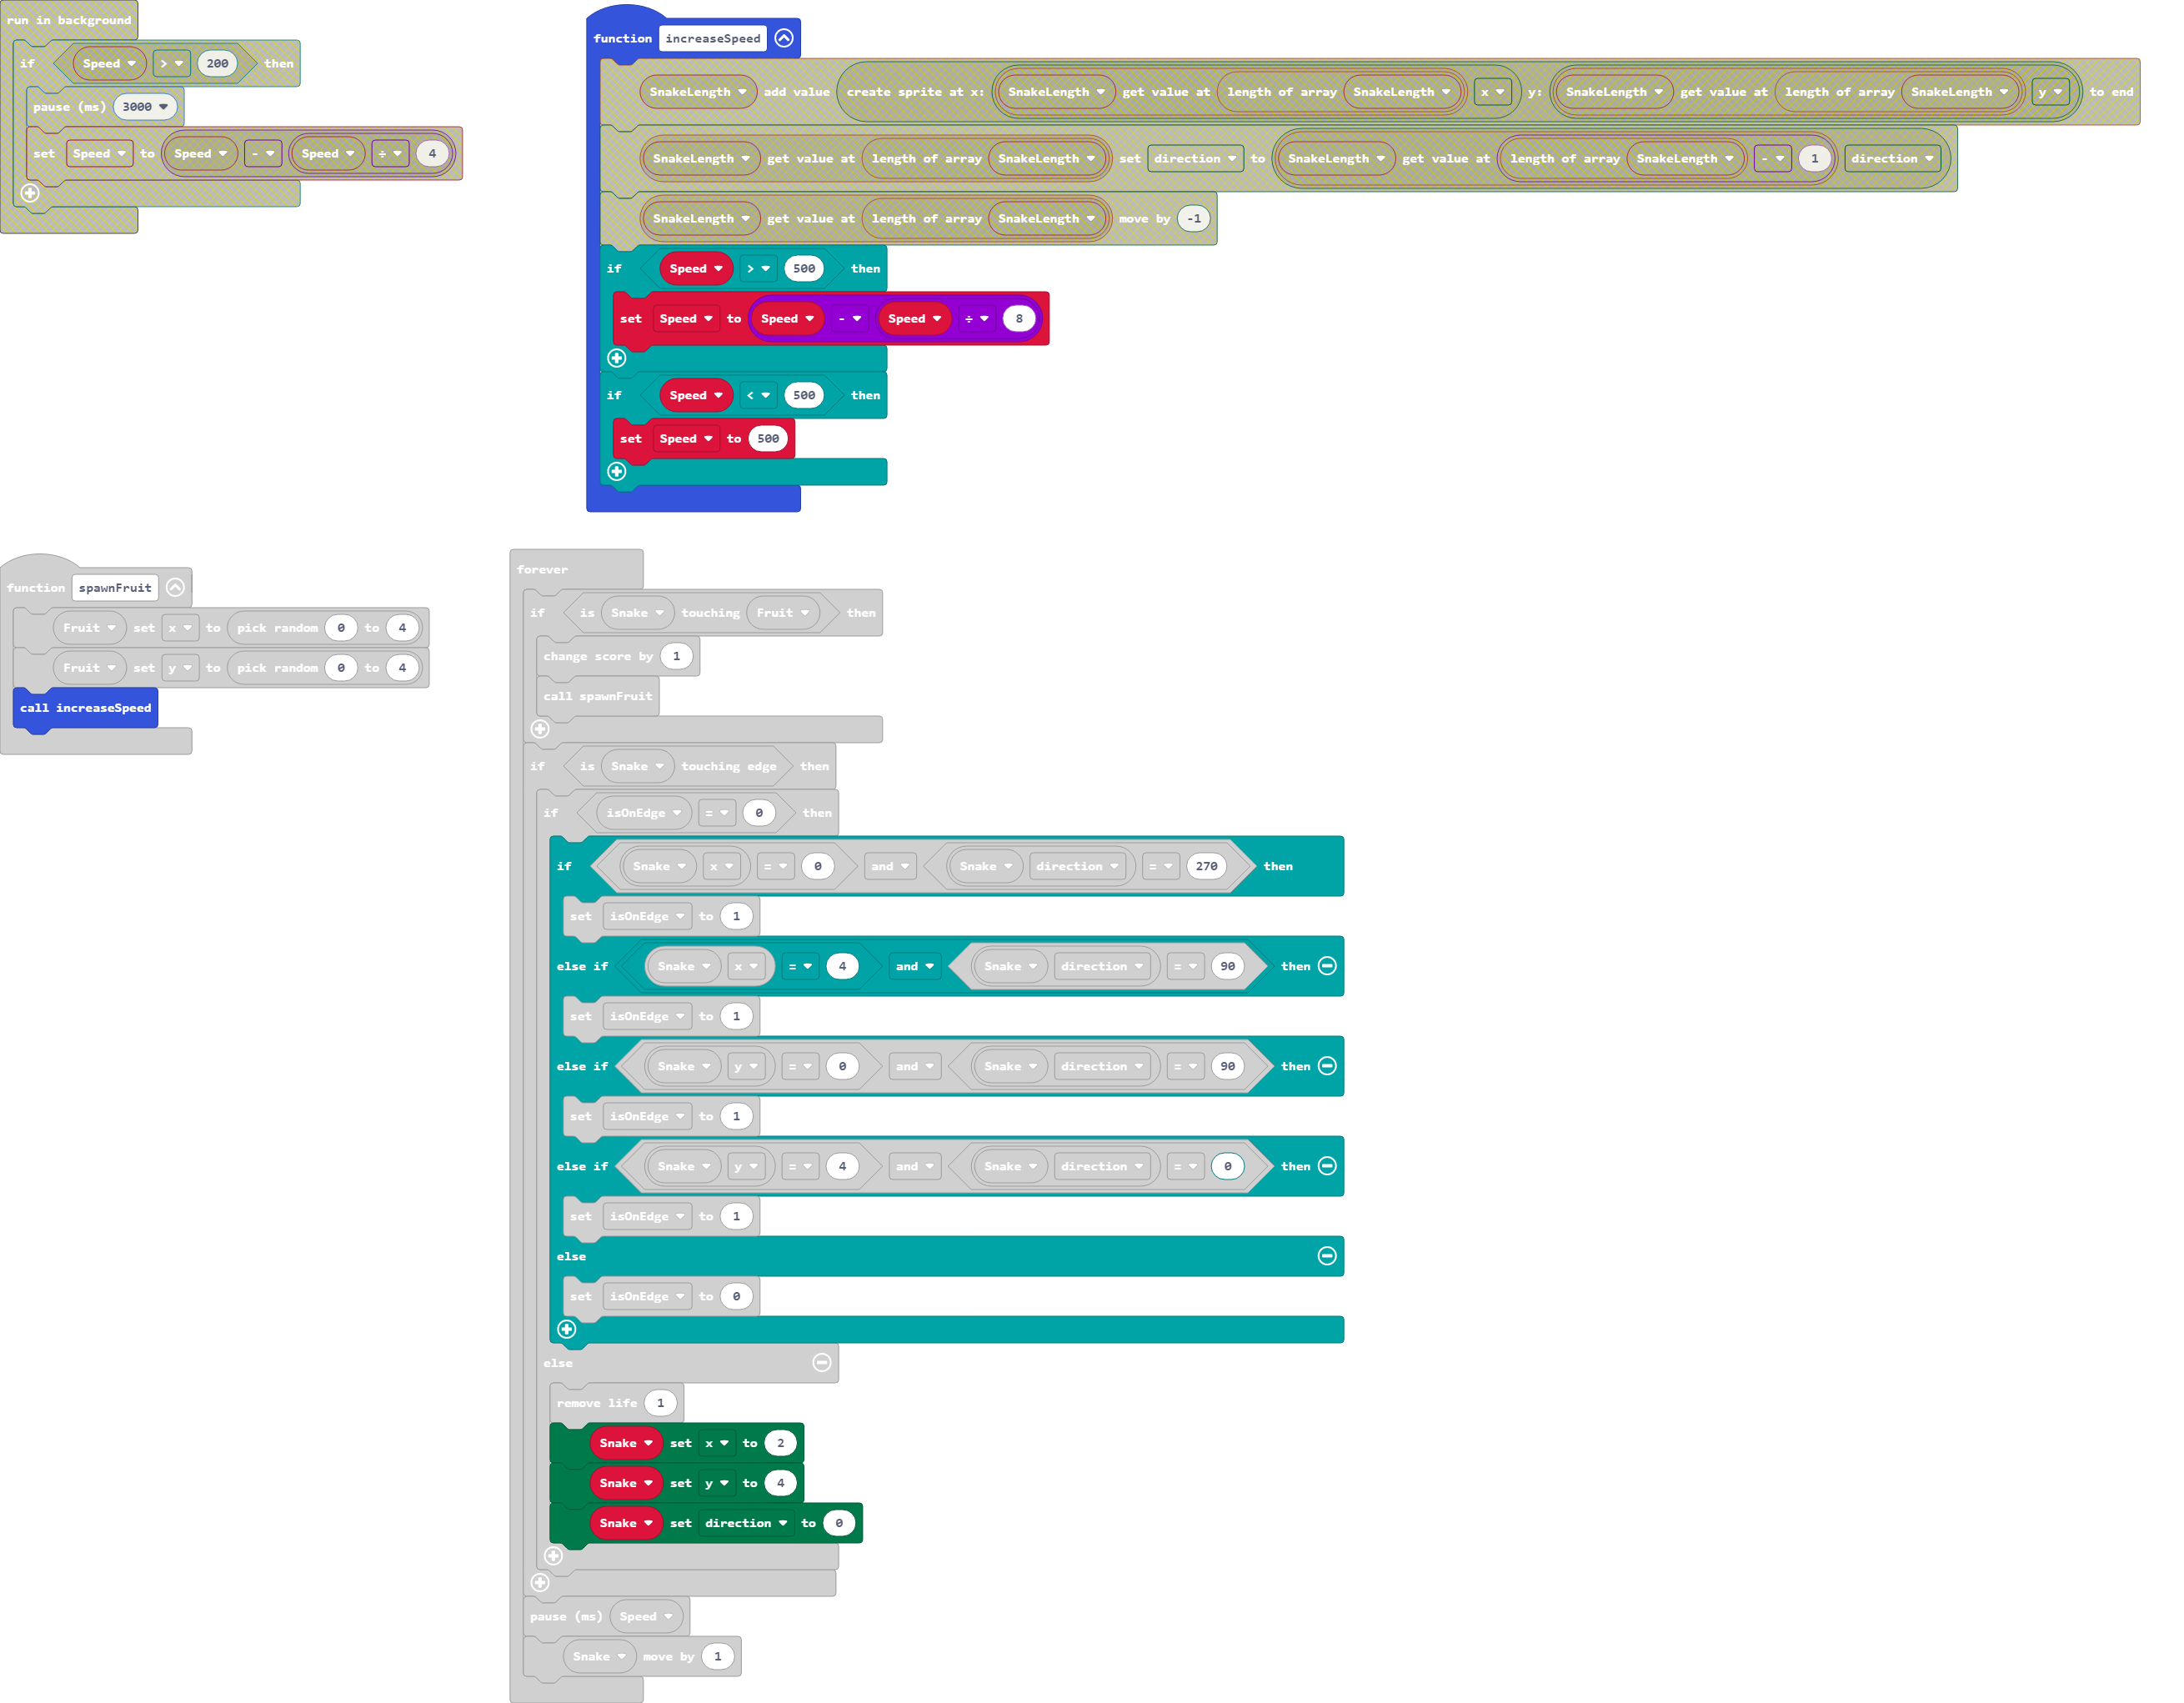 run in background
if Speed > 200 then
pause (ms) 3000
set Speed to Speed - Speed ÷ 4
function increaseSpeed
SnakeLength add value create sprite at x: SnakeLength get value at length of array SnakeLength x y: SnakeLength get value at length of array SnakeLength y to end
SnakeLength get value at length of array SnakeLength set direction to SnakeLength get value at length of array SnakeLength - 1 direction
SnakeLength get value at length of array SnakeLength move by -1
if Speed > 500 then
set Speed to Speed - Speed ÷ 8
if Speed < 500 then
set Speed to 500
function spawnFruit
Fruit set x to pick random 0 to 4
Fruit set y to pick random 0 to 4
call increaseSpeed
forever
if is Snake touching Fruit then
change score by 1
call spawnFruit
if is Snake touching edge then
if isOnEdge = 0 then
if Snake x = 0 and Snake direction = 270 then
set isOnEdge to 1
else if Snake x = 4 and Snake direction = 90 then
set isOnEdge to 1
else if Snake y = 0 and Snake direction = 90 then
set isOnEdge to 1
else if Snake y = 4 and Snake direction = 0 then
set isOnEdge to 1
else
set isOnEdge to 0
else
remove life 1
Snake set x to 2
Snake set y to 4
Snake set direction to 0
pause (ms) Speed
Snake move by 1